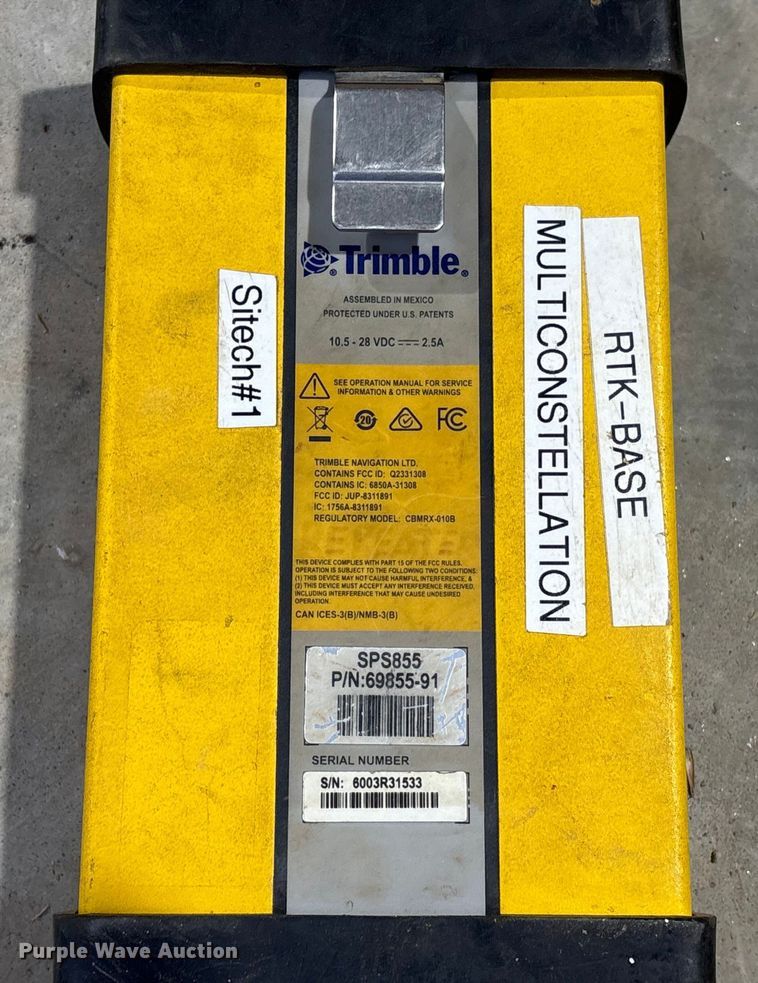 Trimble®
ASSEMBLED IN MEXICO
PROTECTED UNDER U.S. PATENTS
10.5 - 28 VDC 2.5A
SEE OPERATION MANUAL FOR SERVICE
INFORMATION & OTHER WARNINGS
20
FC
TRIMBLE NAVIGATION LTD.
CONTAINS FCC ID: Q2331308
CONTAINS IC: 6850A-31308
FCC ID: JUP-8311891
IC: 1756A-8311891
REGULATORY MODEL: CBMRX-010B
THIS DEVICE COMPLIES WITH PART 15 OF THE FCC RULES.
OPERATION IS SUBJECT TO THE FOLLOWING TWO CONDITIONS:
(1) THIS DEVICE MAY NOT CAUSE HARMFUL INTERFERENCE, &
(2) THIS DEVICE MUST ACCEPT ANY INTERFERENCE RECEIVED,
INCLUDING INTERFERENCE THAT MAY CAUSE UNDESIRED
OPERATION.
CAN ICES-3(B)/NMB-3(B)
SPS855
P/N:69855-91
SERIAL NUMBER
S/N: 6003R31533
Sitech#1
RTK-BASE
MULTICONSTELLATION
Purple Wave Auction